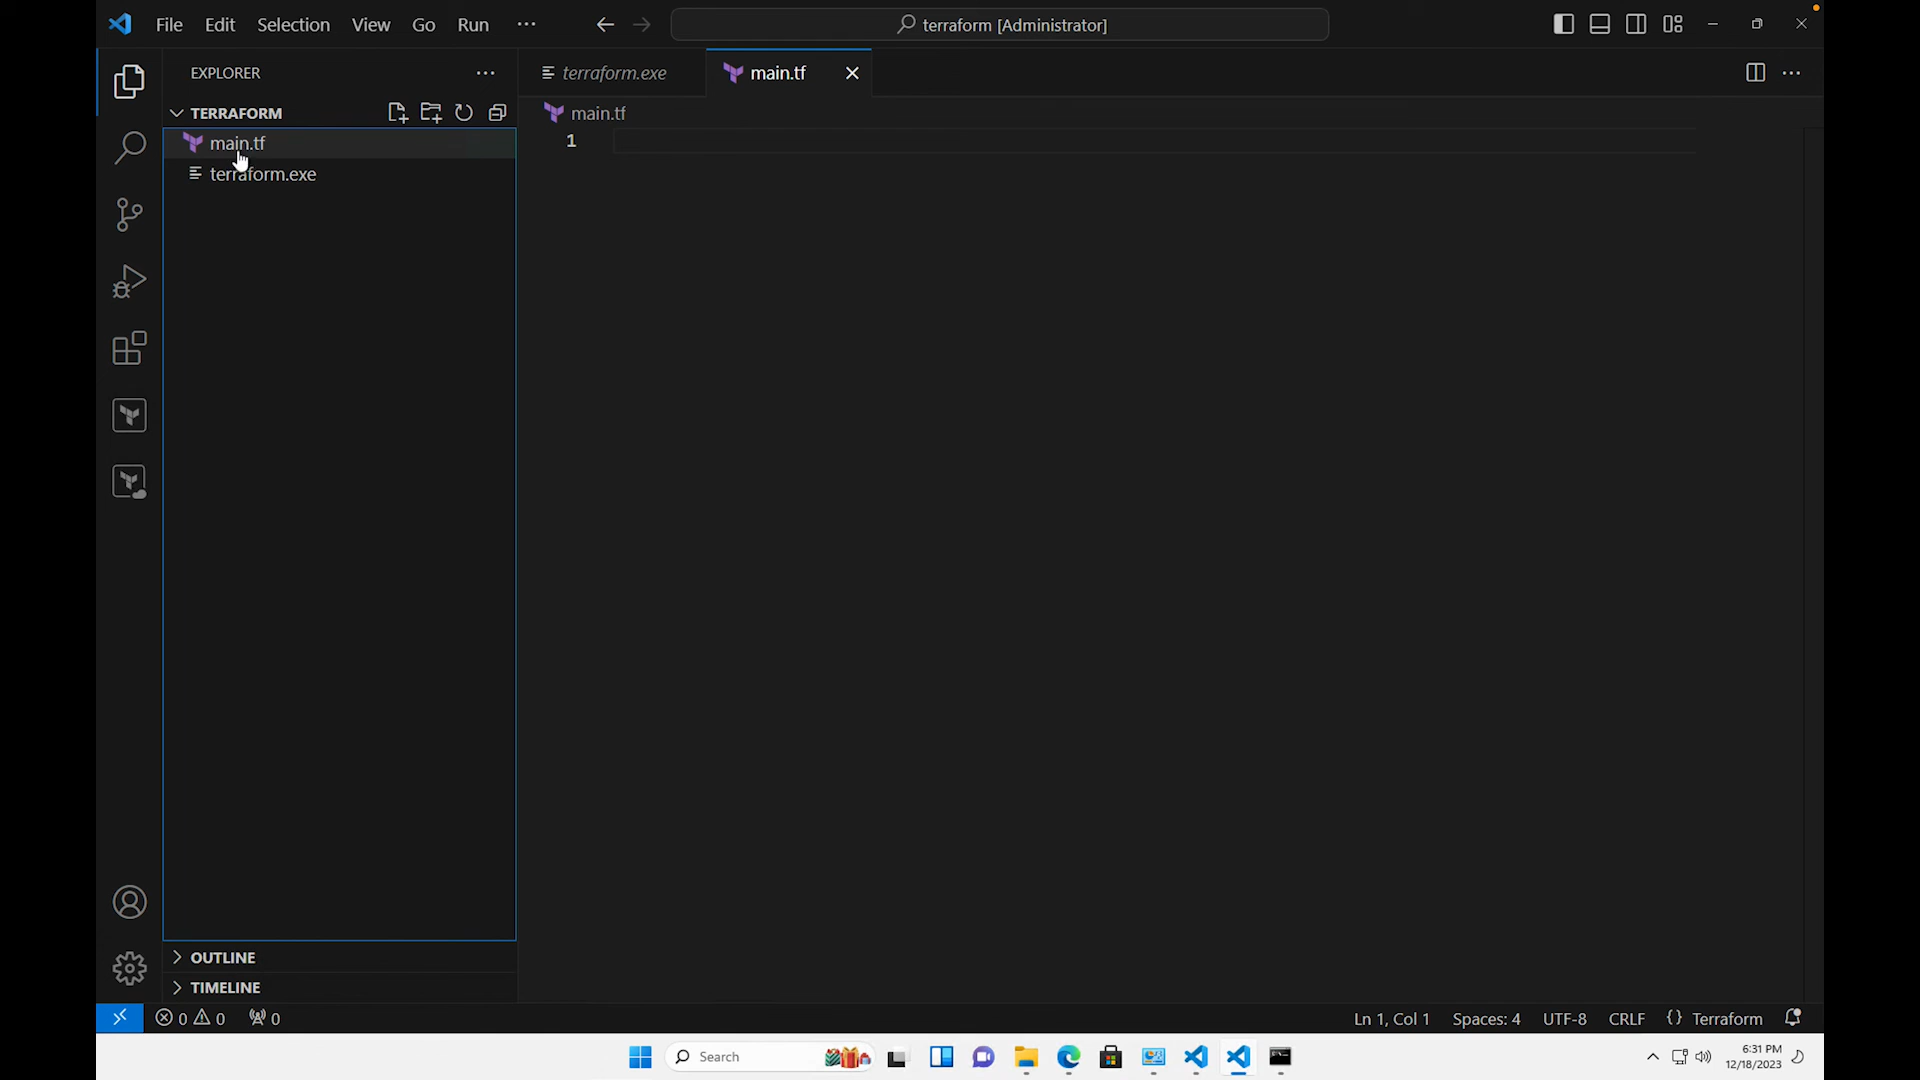 File Edit Selection View Go Run ···
terraform [Administrator]
EXPLORER ···
terraform.exe
main.tf
TERRAFORM
main.tf
main.tf
1
terraform.exe
OUTLINE
TIMELINE
0 0 0
Ln 1, Col 1 Spaces: 4 UTF-8 CRLF {} Terraform
Search
6:31 PM
12/18/2023